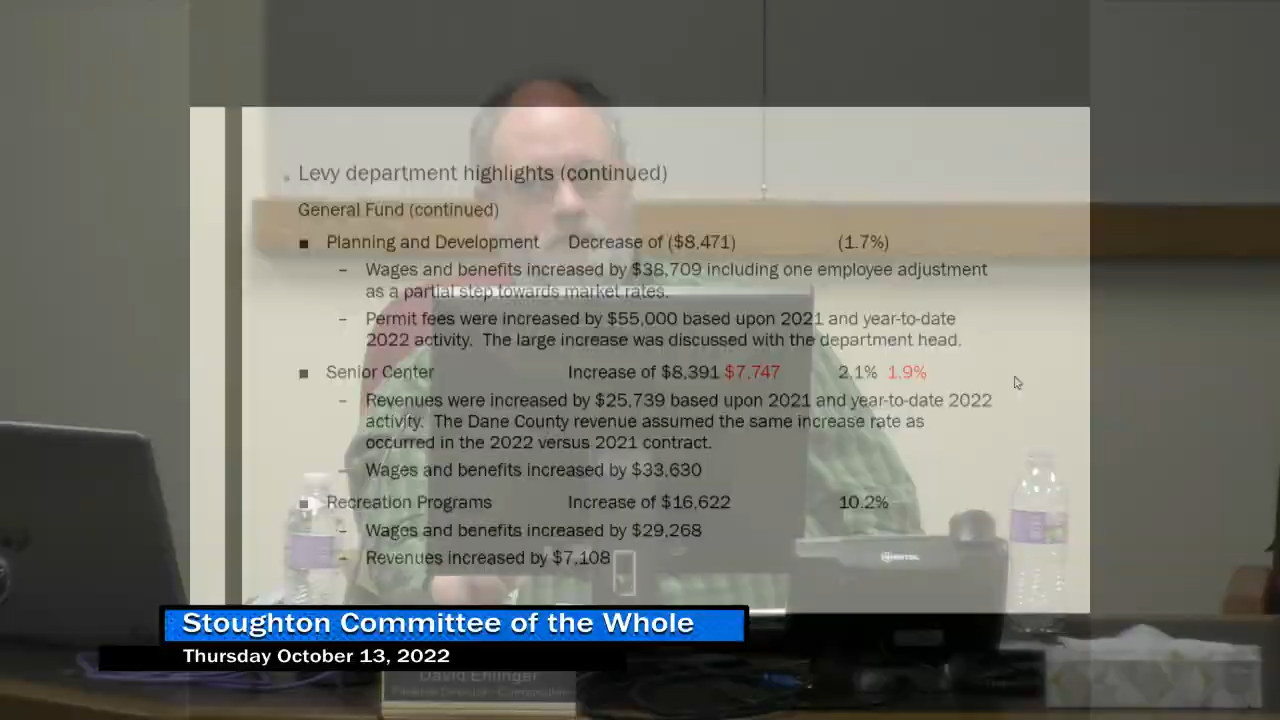 Levy department highlights (continued)
General Fund (continued)
■ Planning and Development Decrease of ($8,471) (1.7%)
– Wages and benefits increased by $38,709 including one employee adjustment
as a partial step towards market rates.
– Permit fees were increased by $55,000 based upon 2021 and year-to-date
2022 activity. The large increase was discussed with the department head.
■ Senior Center Increase of $8,391 $7,747 2.1% 1.9%
– Revenues were increased by $25,739 based upon 2021 and year-to-date 2022
activity. The Dane County revenue assumed the same increase rate as
occurred in the 2022 versus 2021 contract.
– Wages and benefits increased by $33,630
■ Recreation Programs Increase of $16,622 10.2%
– Wages and benefits increased by $29,268
– Revenues increased by $7,108
Stoughton Committee of the Whole
Thursday October 13, 2022
David Ehlinger
Finance Director